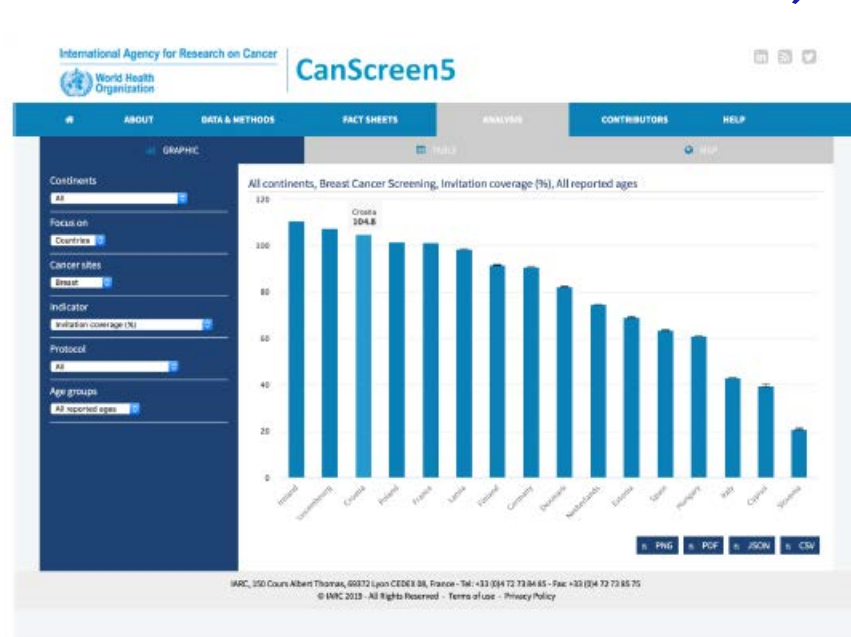 International Agency for Research on Cancer
World Health
Organization
CanScreen5
ABOUT
DATA & METHODS
FACT SHEETS
ANALYSIS
CONTRIBUTORS
HELP
GRAPHIC
TABLE
MAP
Continents
All
Focus on
Countries
Cancer sites
Breast
Indicator
Invitation coverage (%)
Protocol
All
Age groups
All reported ages
All continents, Breast Cancer Screening, Invitation coverage (%), All reported ages
120
100
80
60
40
20
0
Croatia
104.8
Ireland
Luxembourg
Croatia
Poland
France
Latvia
Finland
Germany
Denmark
Netherlands
Estonia
Spain
Hungary
Italy
Cyprus
Slovenia
PNG
PDF
JSON
CSV
IARC, 150 Cours Albert Thomas, 69372 Lyon CEDEX 08, France - Tel: +33 (0)4 72 73 84 85 - Fax: +33 (0)4 72 73 85 75
© IARC 2019 - All Rights Reserved - Terms of use - Privacy Policy